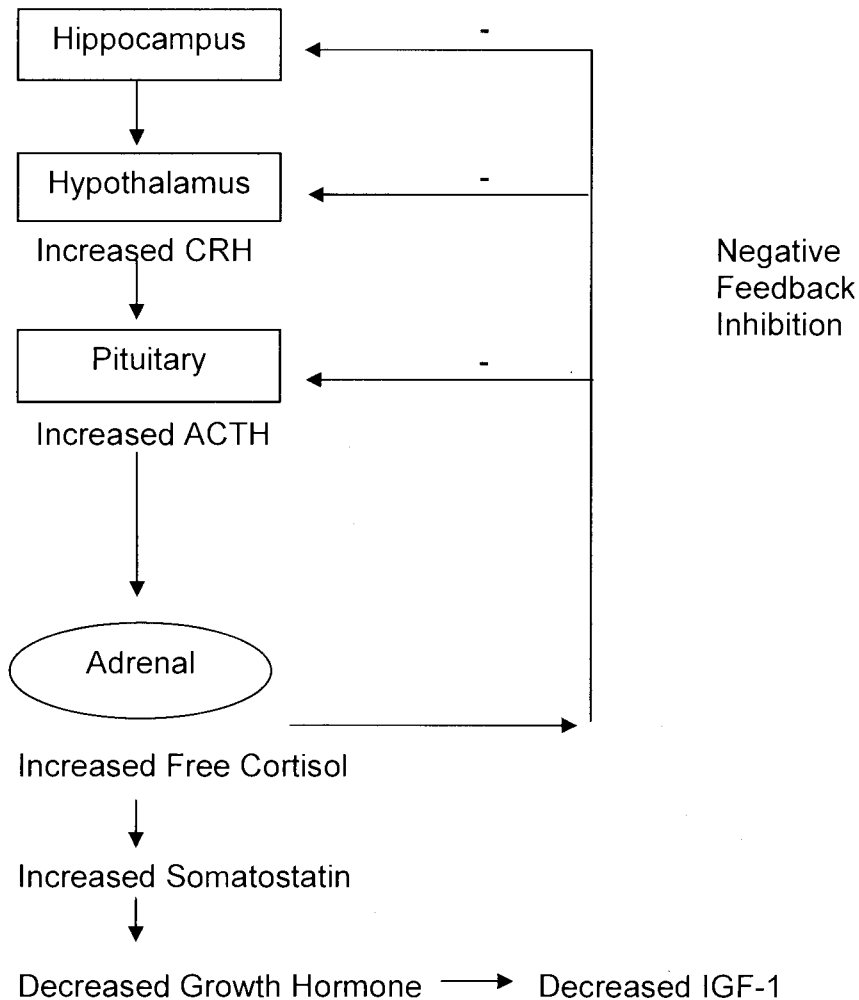 Hippocampus
-
Hypothalamus
-
Increased CRH
Negative
Feedback
Inhibition
Pituitary
-
Increased ACTH
Adrenal
Increased Free Cortisol
Increased Somatostatin
Decreased Growth Hormone
Decreased IGF-1